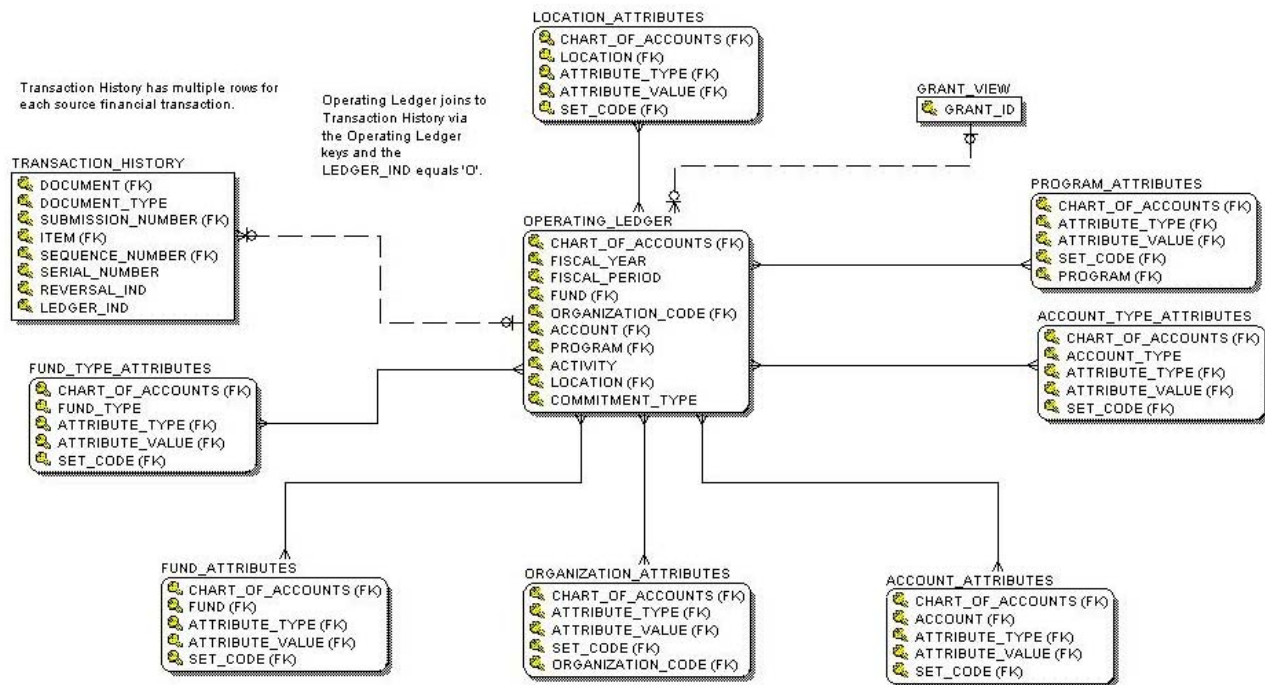 LOCATION_ATTRIBUTES
CHART_OF_ACCOUNTS (FK)
LOCATION (FK)
ATTRIBUTE_TYPE (FK)
ATTRIBUTE_VALUE (FK)
SET_CODE (FK)
Transaction History has multiple rows for
each source financial transaction.
Operating Ledger joins to
Transaction History via
the Operating Ledger
keys and the
LEDGER_IND equals 'O'.
GRANT_VIEW
GRANT_ID
TRANSACTION_HISTORY
DOCUMENT (FK)
DOCUMENT_TYPE
SUBMISSION_NUMBER (FK)
ITEM (FK)
SEQUENCE_NUMBER (FK)
SERIAL_NUMBER
REVERSAL_IND
LEDGER_IND
OPERATING_LEDGER
CHART_OF_ACCOUNTS (FK)
FISCAL_YEAR
FISCAL_PERIOD
FUND (FK)
ORGANIZATION_CODE (FK)
ACCOUNT (FK)
PROGRAM (FK)
ACTIVITY
LOCATION (FK)
COMMITMENT_TYPE
PROGRAM_ATTRIBUTES
CHART_OF_ACCOUNTS (FK)
ATTRIBUTE_TYPE (FK)
ATTRIBUTE_VALUE (FK)
SET_CODE (FK)
PROGRAM (FK)
ACCOUNT_TYPE_ATTRIBUTES
CHART_OF_ACCOUNTS (FK)
ACCOUNT_TYPE
ATTRIBUTE_TYPE (FK)
ATTRIBUTE_VALUE (FK)
SET_CODE (FK)
FUND_TYPE_ATTRIBUTES
CHART_OF_ACCOUNTS (FK)
FUND_TYPE
ATTRIBUTE_TYPE (FK)
ATTRIBUTE_VALUE (FK)
SET_CODE (FK)
FUND_ATTRIBUTES
CHART_OF_ACCOUNTS (FK)
FUND (FK)
ATTRIBUTE_TYPE (FK)
ATTRIBUTE_VALUE (FK)
SET_CODE (FK)
ORGANIZATION_ATTRIBUTES
CHART_OF_ACCOUNTS (FK)
ATTRIBUTE_TYPE (FK)
ATTRIBUTE_VALUE (FK)
SET_CODE (FK)
ORGANIZATION_CODE (FK)
ACCOUNT_ATTRIBUTES
CHART_OF_ACCOUNTS (FK)
ACCOUNT (FK)
ATTRIBUTE_TYPE (FK)
ATTRIBUTE_VALUE (FK)
SET_CODE (FK)